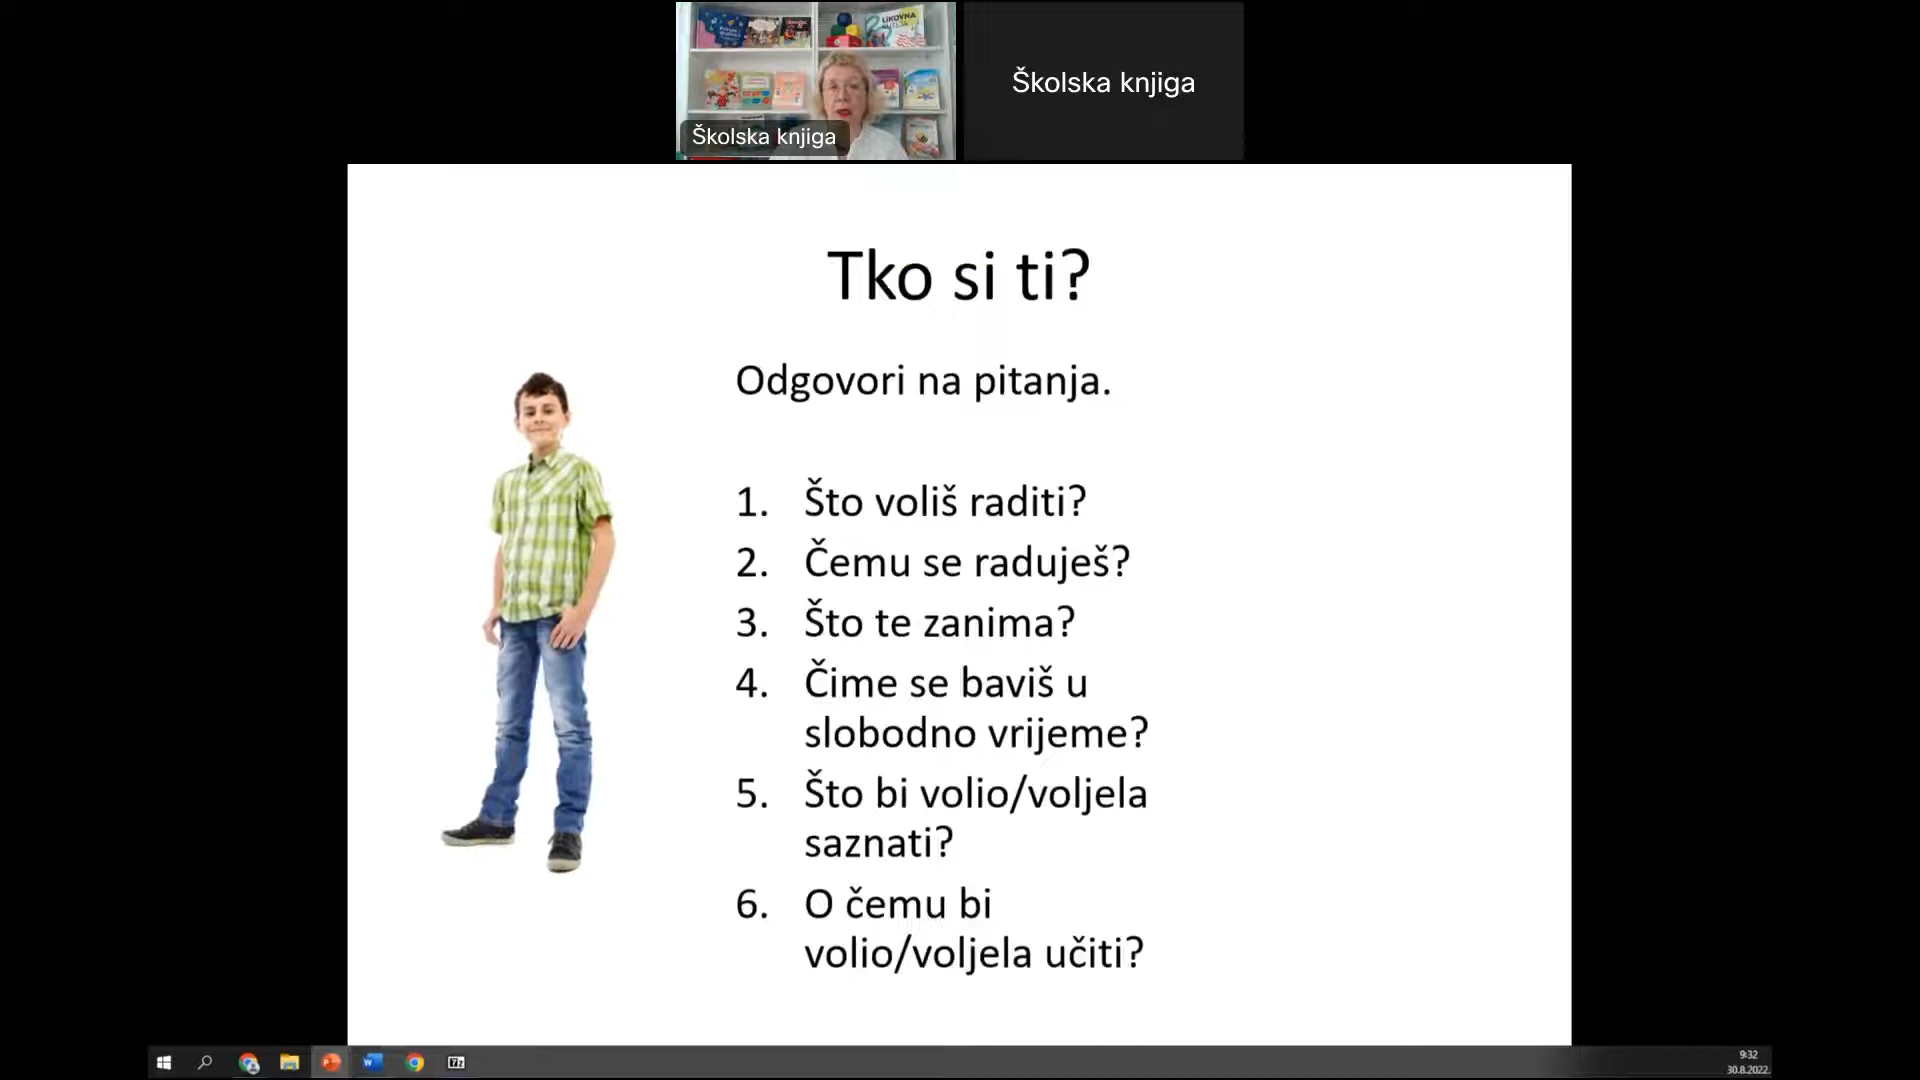 LIKOVNA
Školska knjiga
Školska knjiga
Tko si ti?
Odgovori na pitanja.
1. Što voliš raditi?
2. Čemu se raduješ?
3. Što te zanima?
4. Čime se baviš u
slobodno vrijeme?
5. Što bi volio/voljela
saznati?
6. O čemu bi
volio/voljela učiti?
9:32
30.8.2022.